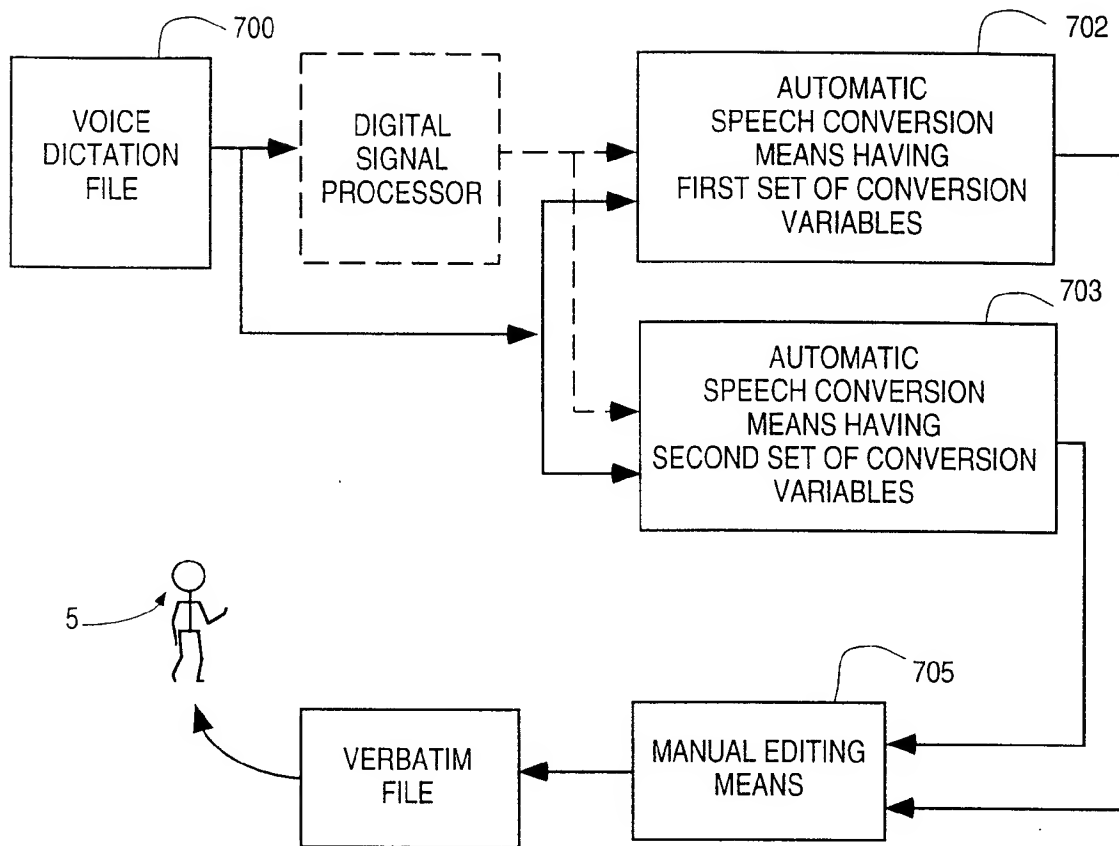 700
VOICE
DICTATION
FILE
DIGITAL
SIGNAL
PROCESSOR
702
AUTOMATIC
SPEECH CONVERSION
MEANS HAVING
FIRST SET OF CONVERSION
VARIABLES
703
AUTOMATIC
SPEECH CONVERSION
MEANS HAVING
SECOND SET OF CONVERSION
VARIABLES
5
705
VERBATIM
FILE
MANUAL EDITING
MEANS